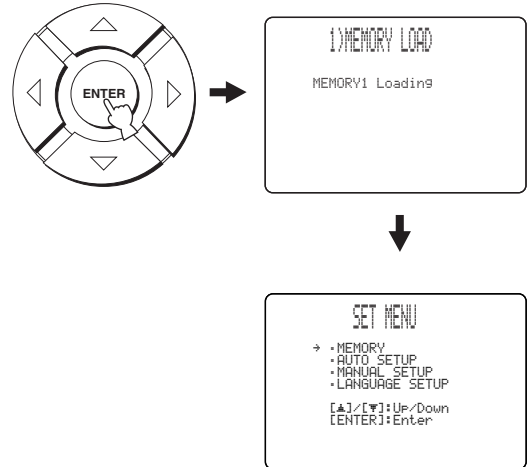 ENTER
1)MEMORY LOAD
MEMORY1 Loading
SET MENU
→ ・MEMORY
・AUTO SETUP
・MANUAL SETUP
・LANGUAGE SETUP
[▲]/[▼]:Up/Down
[ENTER]:Enter